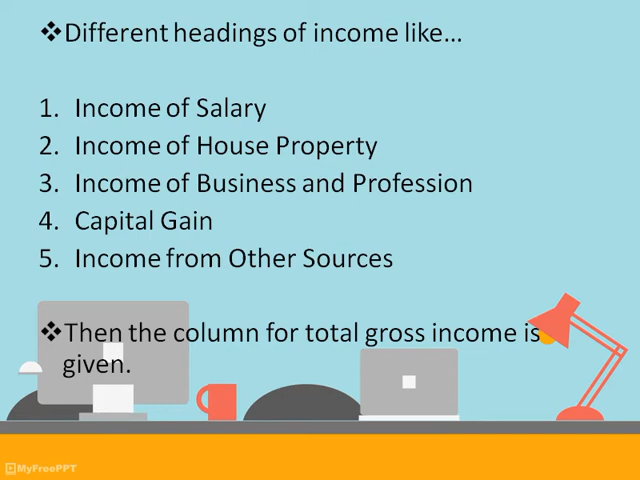 ❖Different headings of income like...
1. Income of Salary
2. Income of House Property
3. Income of Business and Profession
4. Capital Gain
5. Income from Other Sources
❖Then the column for total gross income is
given.
MyFreePPT